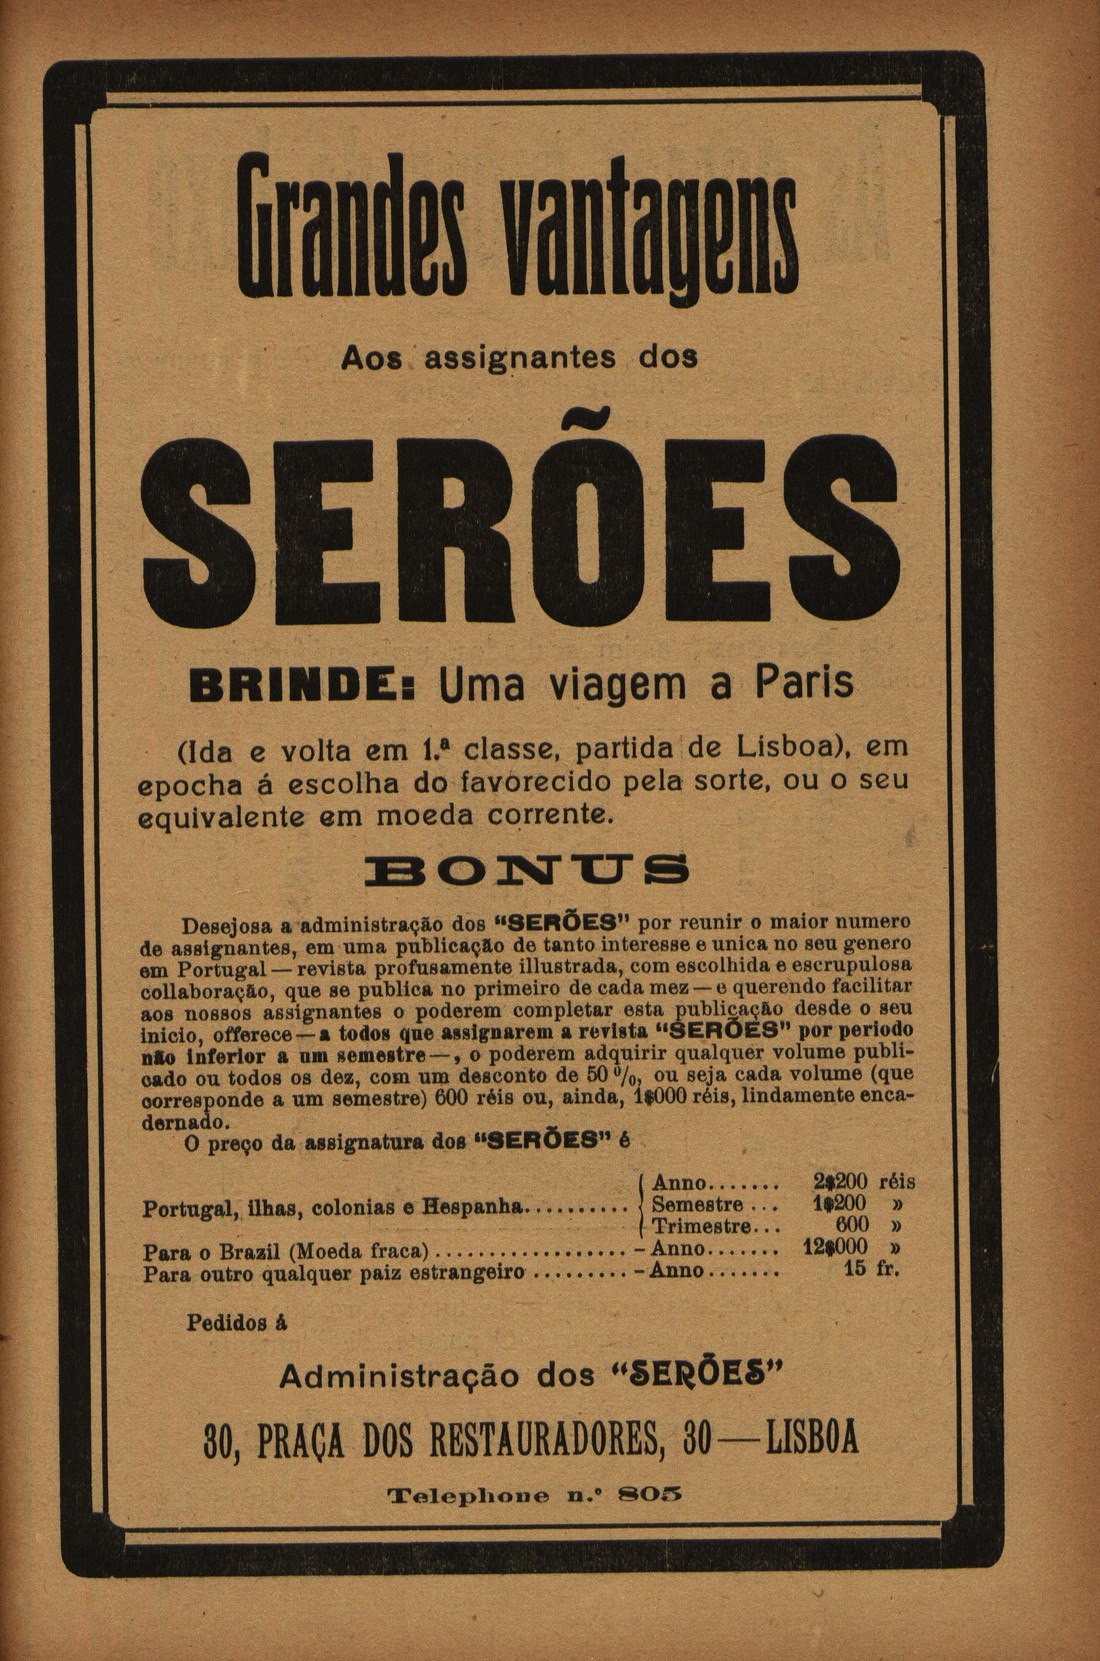 Grandes vantagens
Aos assignantes dos
SERÕES
BRINDE: Uma viagem a Paris
(Ida e volta em 1.ª classe, partida de Lisboa), em
epocha á escolha do favorecido pela sorte, ou o seu
equivalente em moeda corrente.
BONUS
Desejosa a administração dos "SERÕES" por reunir o maior numero
de assignantes, em uma publicação de tanto interesse e unica no seu genero
em Portugal — revista profusamente illustrada, com escolhida e escrupulosa
collaboração, que se publica no primeiro de cada mez — e querendo facilitar
aos nossos assignantes o poderem completar esta publicação desde o seu
inicio, offerece — a todos que assignarem a revista "SERÕES" por periodo
não inferior a um semestre —, o poderem adquirir qualquer volume publi-
cado ou todos os dez, com um desconto de 50 %, ou seja cada volume (que
corresponde a um semestre) 600 réis ou, ainda, 1$000 réis, lindamente enca-
dernado.
O preço da assignatura dos "SERÕES" é
Anno....... 2$200 réis
Portugal, ilhas, colonias e Hespanha.......... Semestre ... 1$200 »
Trimestre... 600 »
Para o Brazil (Moeda fraca) .................. – Anno....... 12$000 »
Para outro qualquer paiz estrangeiro ......... – Anno....... 15 fr.
Pedidos á
Administração dos "SERÕES"
30, PRAÇA DOS RESTAURADORES, 30 — LISBOA
Telephone n.º 805